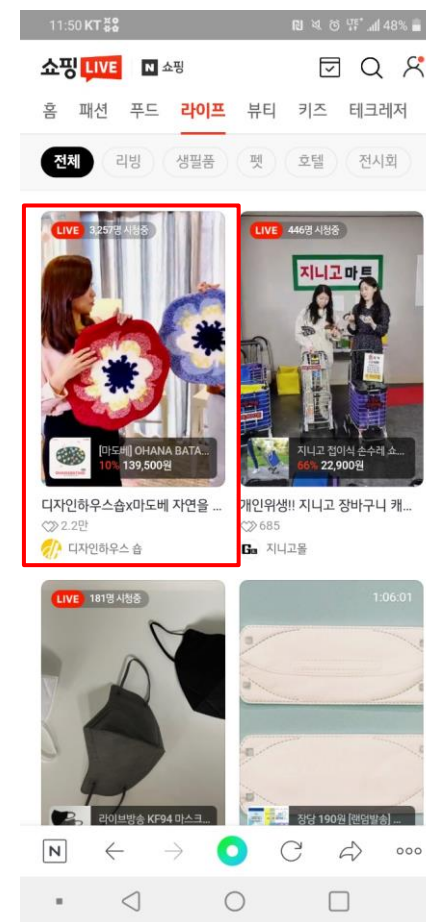 11:50 KT 48%
쇼핑 LIVE N 쇼핑
홈 패션 푸드 라이프 뷰티 키즈 테크레저
전체 리빙 생필품 펫 호텔 전시회
LIVE 3,257명 시청중
[마도베] OHANA BATA...
10% 139,500원
디자인하우스숍x마도베 자연을 ...
2.2만
디자인하우스 숍
LIVE 446명 시청중
지니고마트
지니고 접이식 손수레 쇼...
66% 22,900원
개인위생!! 지니고 장바구니 캐...
685
지니고몰
LIVE 181명 시청중
라이브방송 KF94 마스크...
1:06:01
장당 190원 [랜덤발송] ...
N